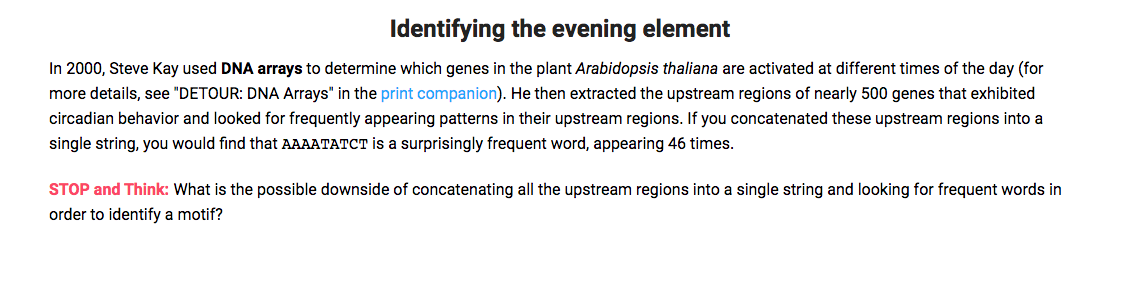 Identifying the evening element
In 2000, Steve Kay used DNA arrays to determine which genes in the plant Arabidopsis thaliana are activated at different times of the day (for
more details, see "DETOUR: DNA Arrays" in the print companion). He then extracted the upstream regions of nearly 500 genes that exhibited
circadian behavior and looked for frequently appearing patterns in their upstream regions. If you concatenated these upstream regions into a
single string, you would find that AAAATATCT is a surprisingly frequent word, appearing 46 times.
STOP and Think: What is the possible downside of concatenating all the upstream regions into a single string and looking for frequent words in
order to identify a motif?